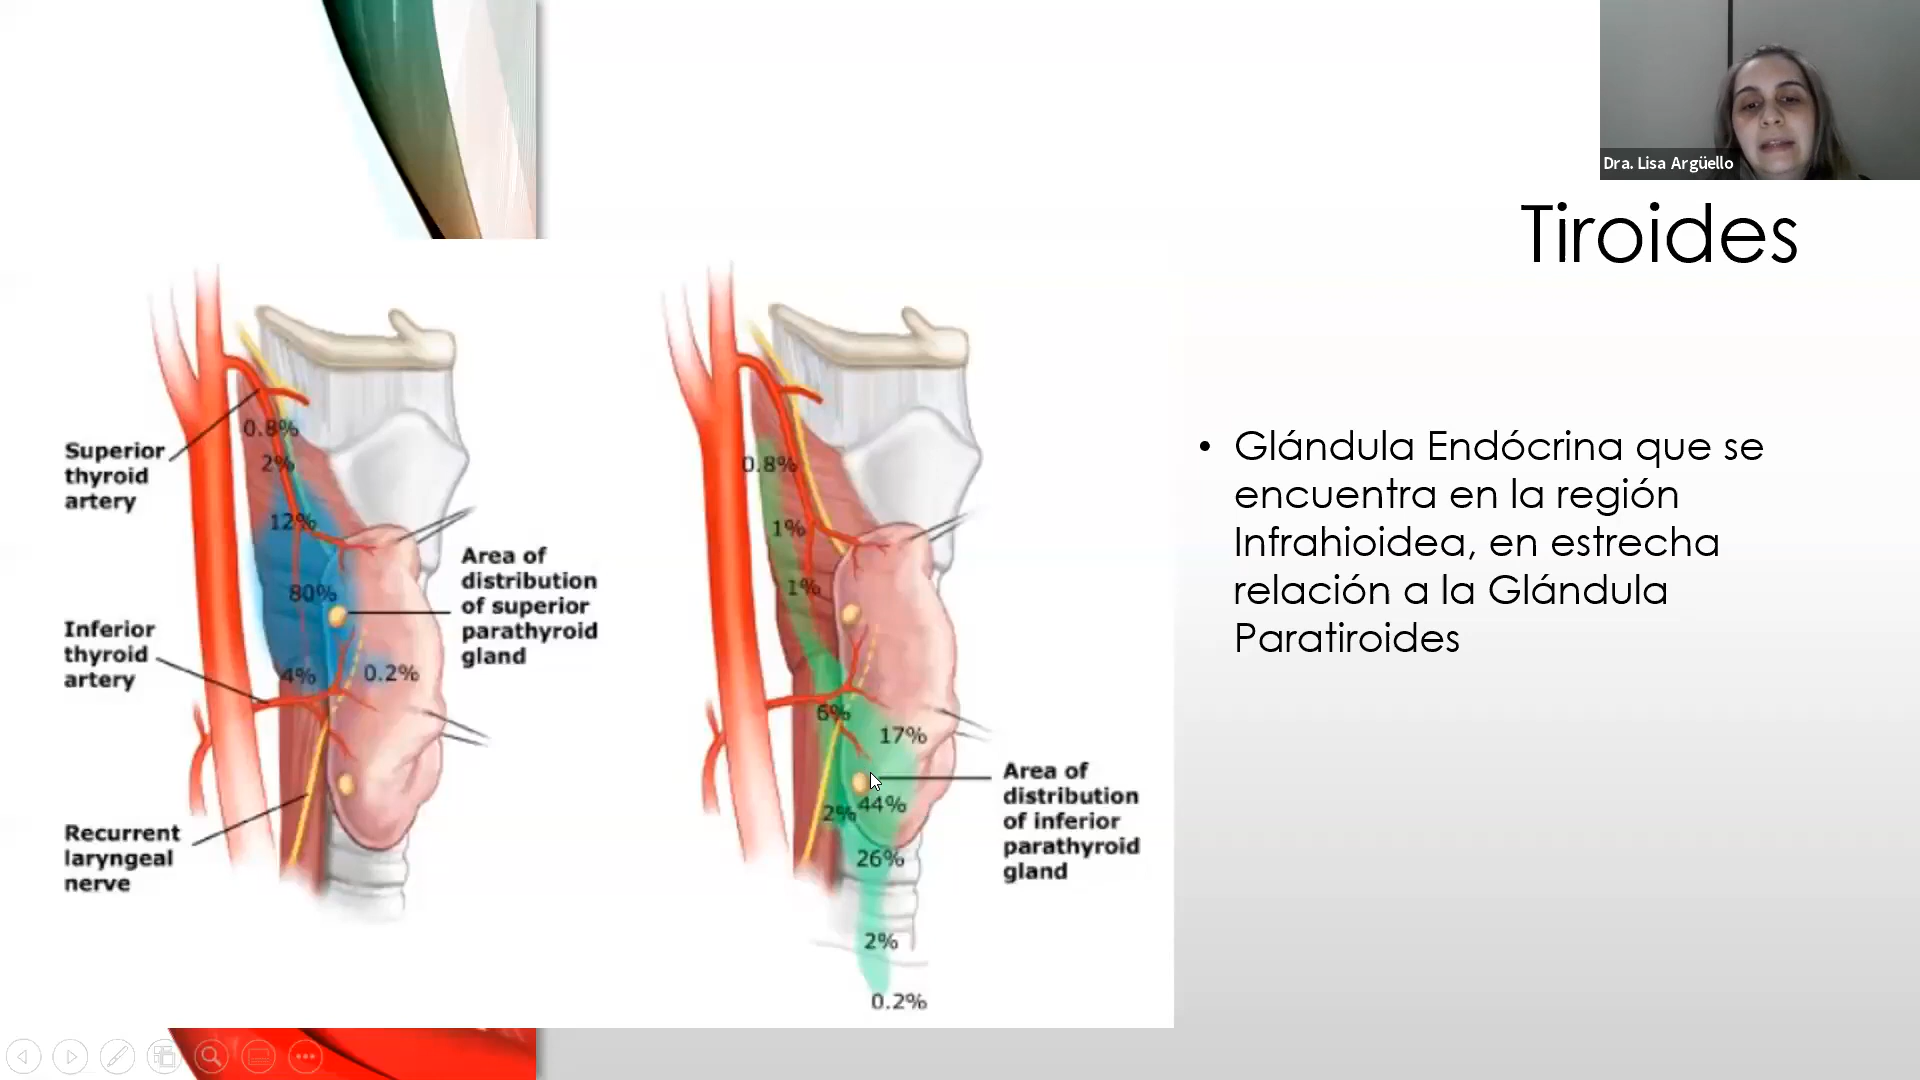 Dra. Lisa Argüello
Tiroides
Superior
thyroid
artery
Inferior
thyroid
artery
Recurrent
laryngeal
nerve
0.8%
2%
12%
80%
4%
0.2%
Area of
distribution
of superior
parathyroid
gland
0.8%
1%
1%
6%
17%
44%
2%
26%
2%
0.2%
Area of
distribution
of inferior
parathyroid
gland
• Glándula Endócrina que se
encuentra en la región
Infrahioidea, en estrecha
relación a la Glándula
Paratiroides